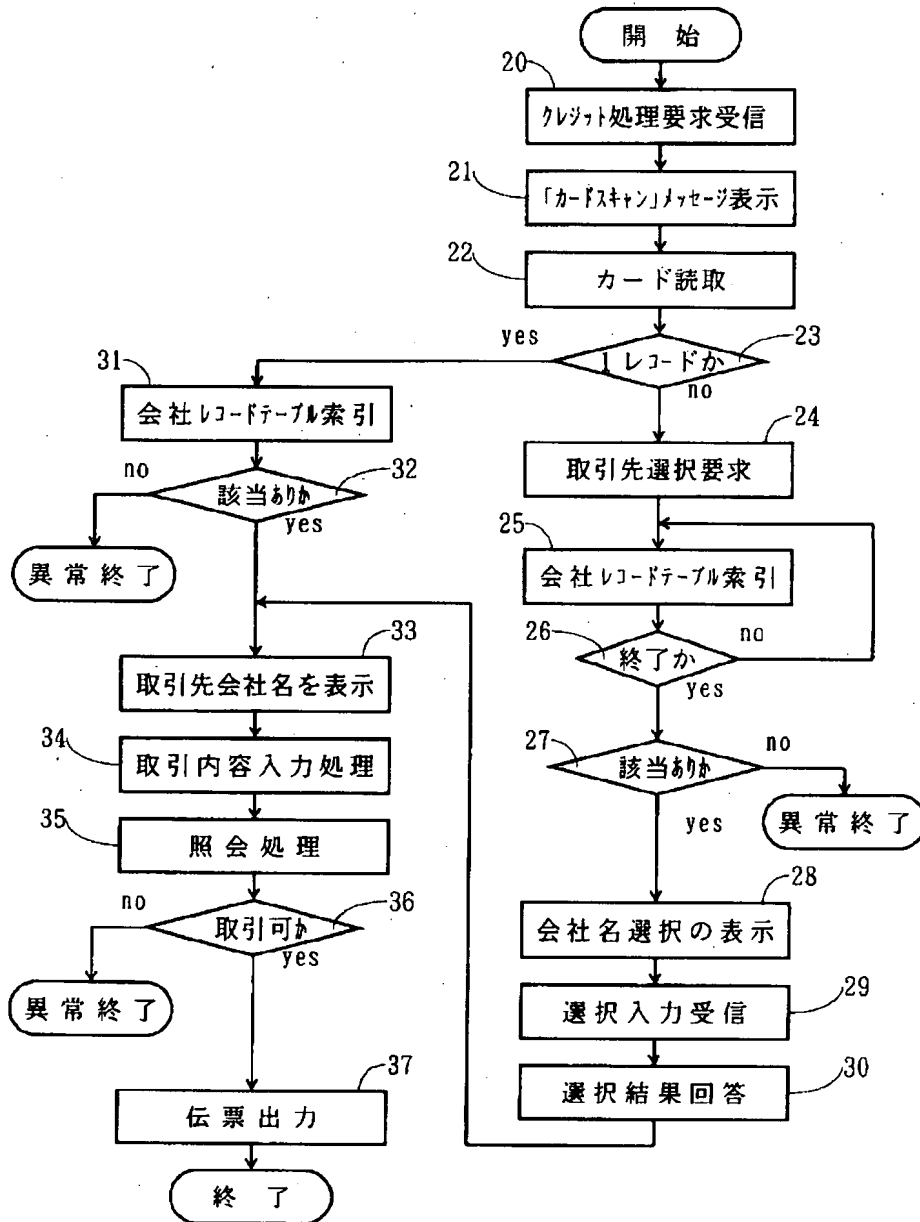 開始
20
クレジット処理要求受信
21
「カードスキャン」メッセージ表示
22
カード読取
23
1レコードか
yes
no
31
会社レコードテーブル索引
32
該当ありか
no
yes
異常終了
24
取引先選択要求
25
会社レコードテーブル索引
26
終了か
no
yes
27
該当ありか
no
yes
異常終了
28
会社名選択の表示
29
選択入力受信
30
選択結果回答
33
取引先会社名を表示
34
取引内容入力処理
35
照会処理
36
取引可か
no
yes
異常終了
37
伝票出力
終了